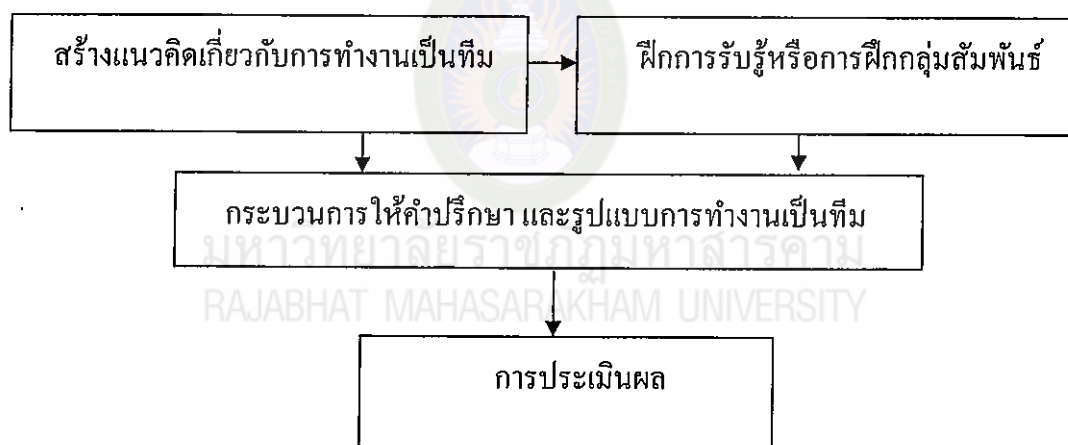 สร้างแนวคิดเกี่ยวกับการทำงานเป็นทีม
ฝึกการรับรู้หรือการฝึกกลุ่มสัมพันธ์
กระบวนการให้คำปรึกษา และรูปแบบการทำงานเป็นทีม
มหาวิทยาลัยราชภัฏมหาสารคาม
RAJABHAT MAHASARAKHAM UNIVERSITY
การประเมินผล